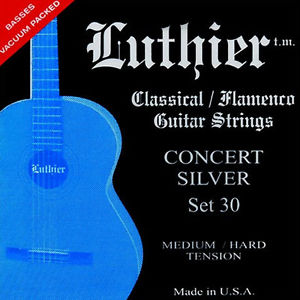 BASSES
VACUUM PACKED
Luthier t.m.
Classical / Flamenco
Guitar Strings
Luthier
CONCERT
SILVER
Set 30
MEDIUM / HARD
TENSION
Made in U.S.A.